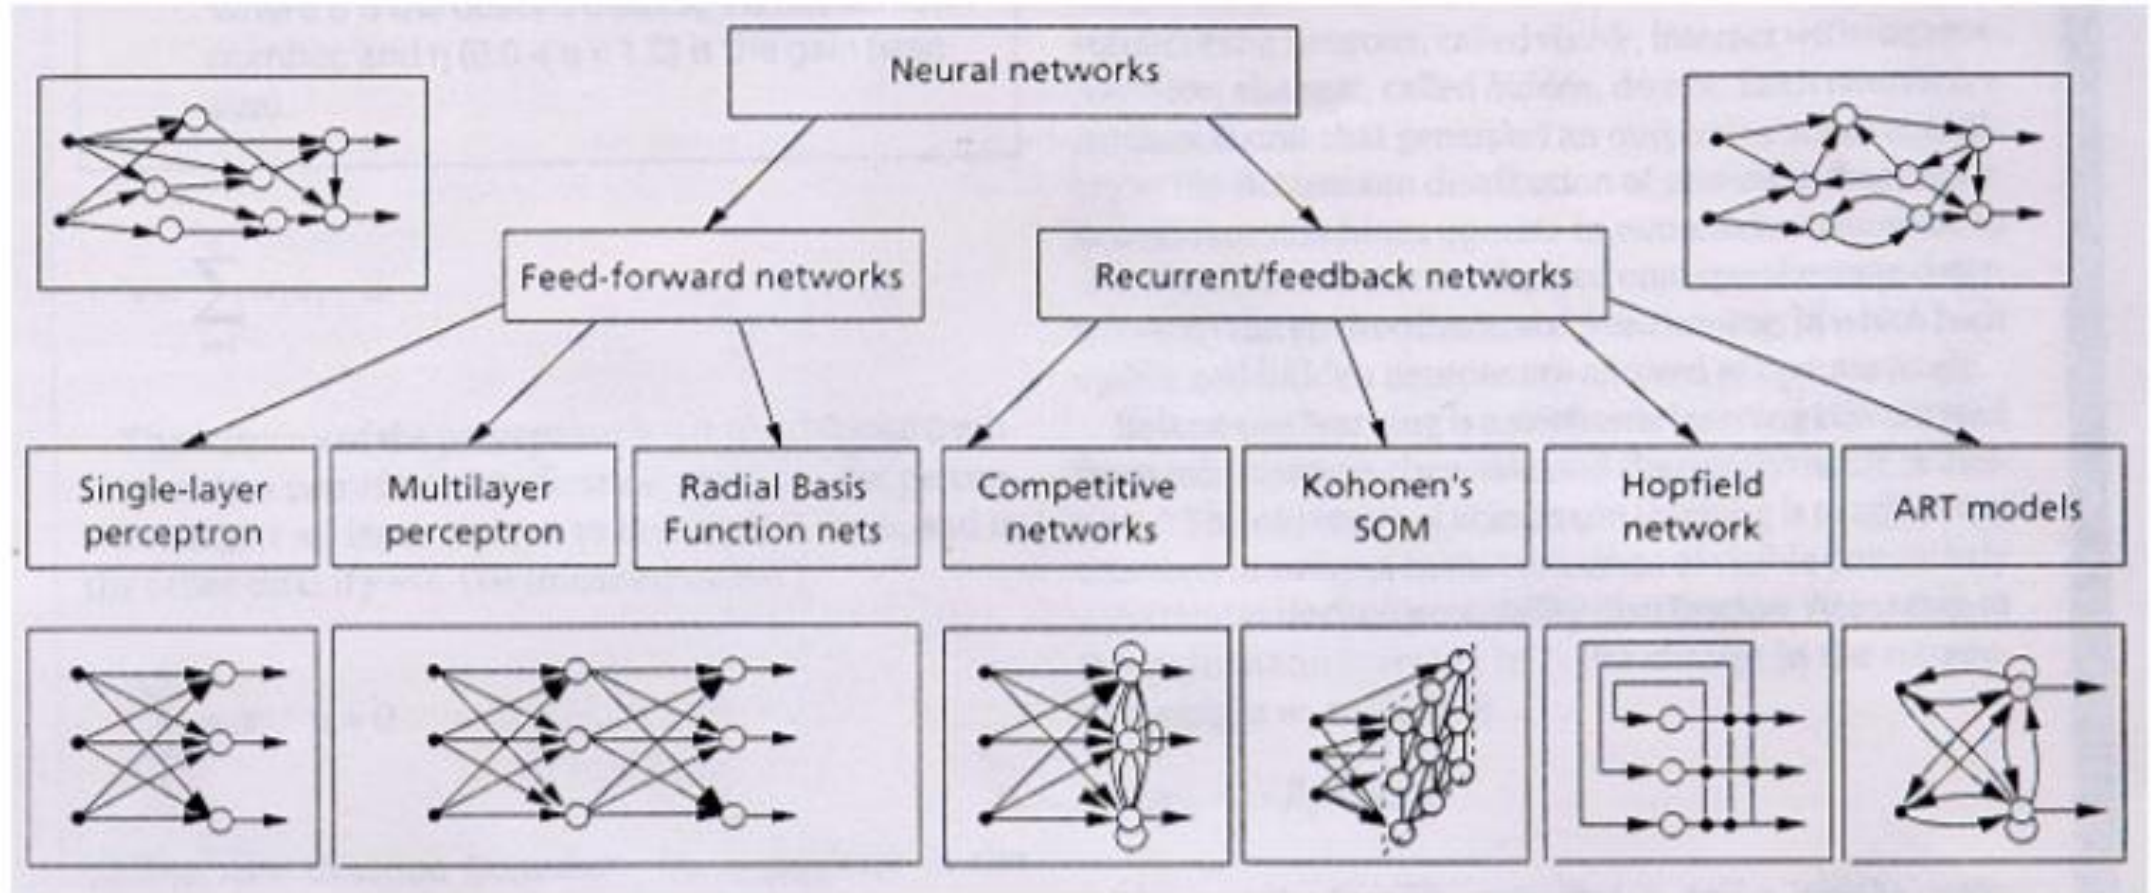 Neural networks
Feed-forward networks
Recurrent/feedback networks
Single-layer
perceptron
Multilayer
perceptron
Radial Basis
Function nets
Competitive
networks
Kohonen's
SOM
Hopfield
network
ART models